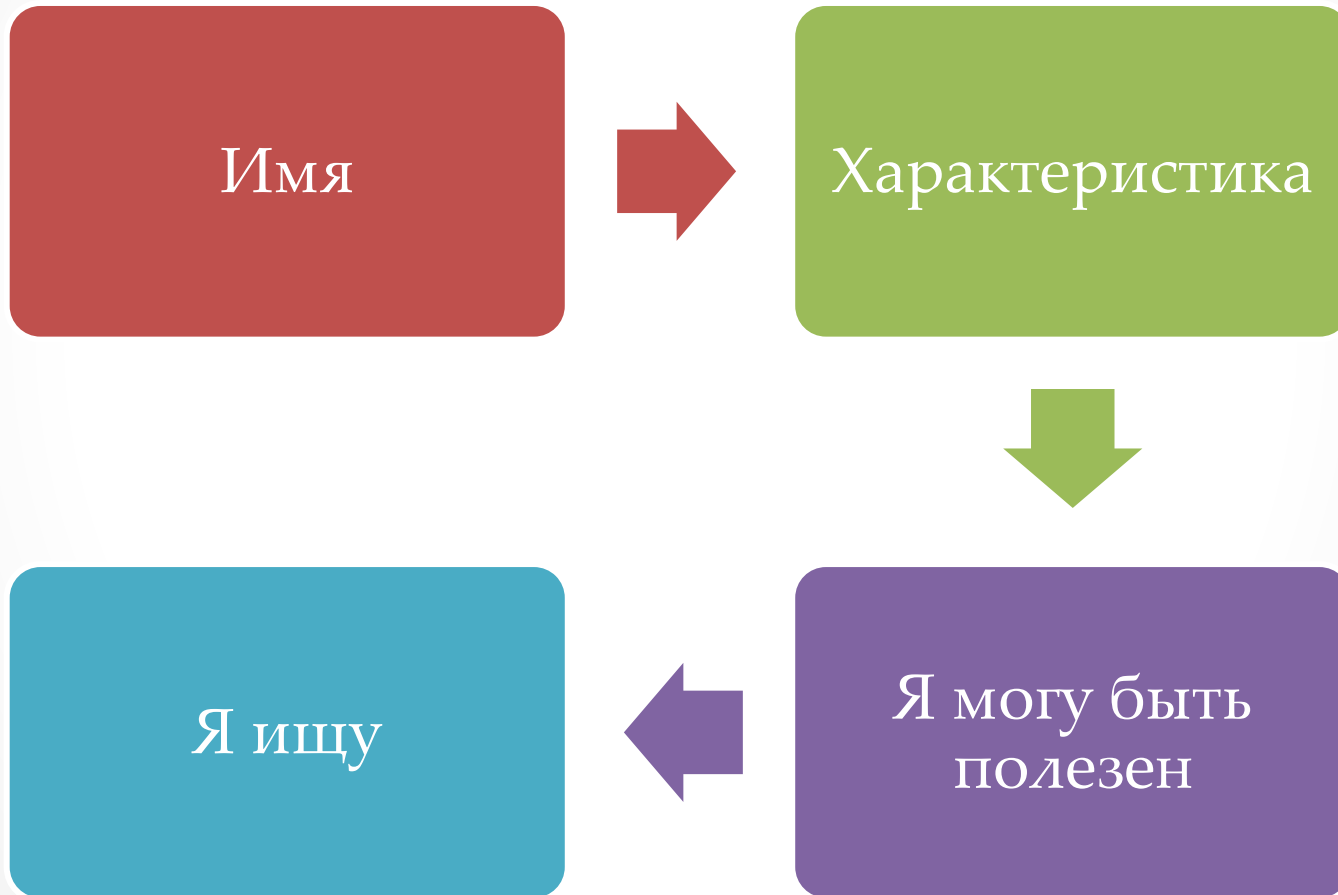 Имя
Характеристика
Я могу быть
полезен
Я ищу